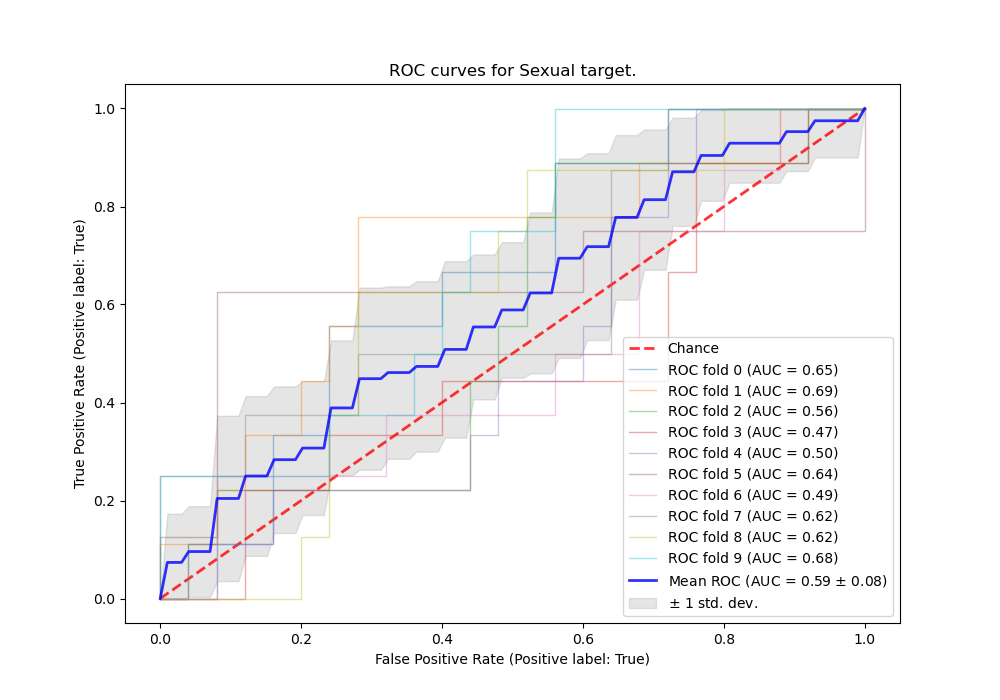 ROC curves for Sexual target.
True Positive Rate (Positive label: True)
1.0
0.8
0.6
0.4
0.2
0.0
0.0 0.2 0.4 0.6 0.8 1.0
False Positive Rate (Positive label: True)
Chance
ROC fold 0 (AUC = 0.65)
ROC fold 1 (AUC = 0.69)
ROC fold 2 (AUC = 0.56)
ROC fold 3 (AUC = 0.47)
ROC fold 4 (AUC = 0.50)
ROC fold 5 (AUC = 0.64)
ROC fold 6 (AUC = 0.49)
ROC fold 7 (AUC = 0.62)
ROC fold 8 (AUC = 0.62)
ROC fold 9 (AUC = 0.68)
Mean ROC (AUC = 0.59 ± 0.08)
± 1 std. dev.